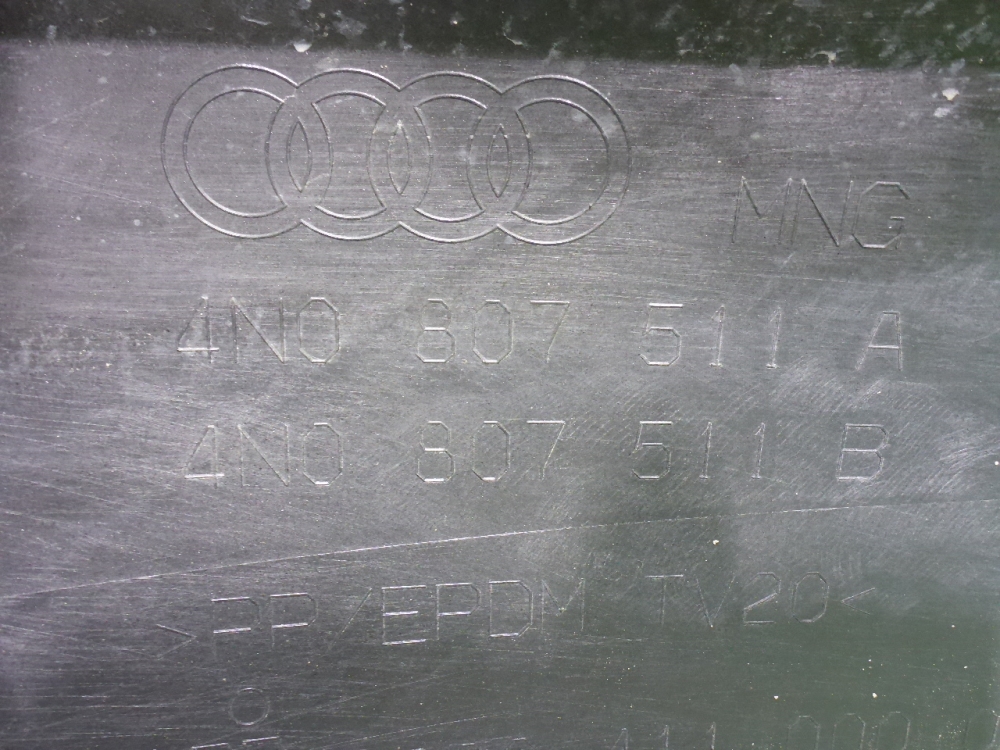 MNG
4N0 807 511 A
4N0 807 511 B
>PP/EPDM TV20<